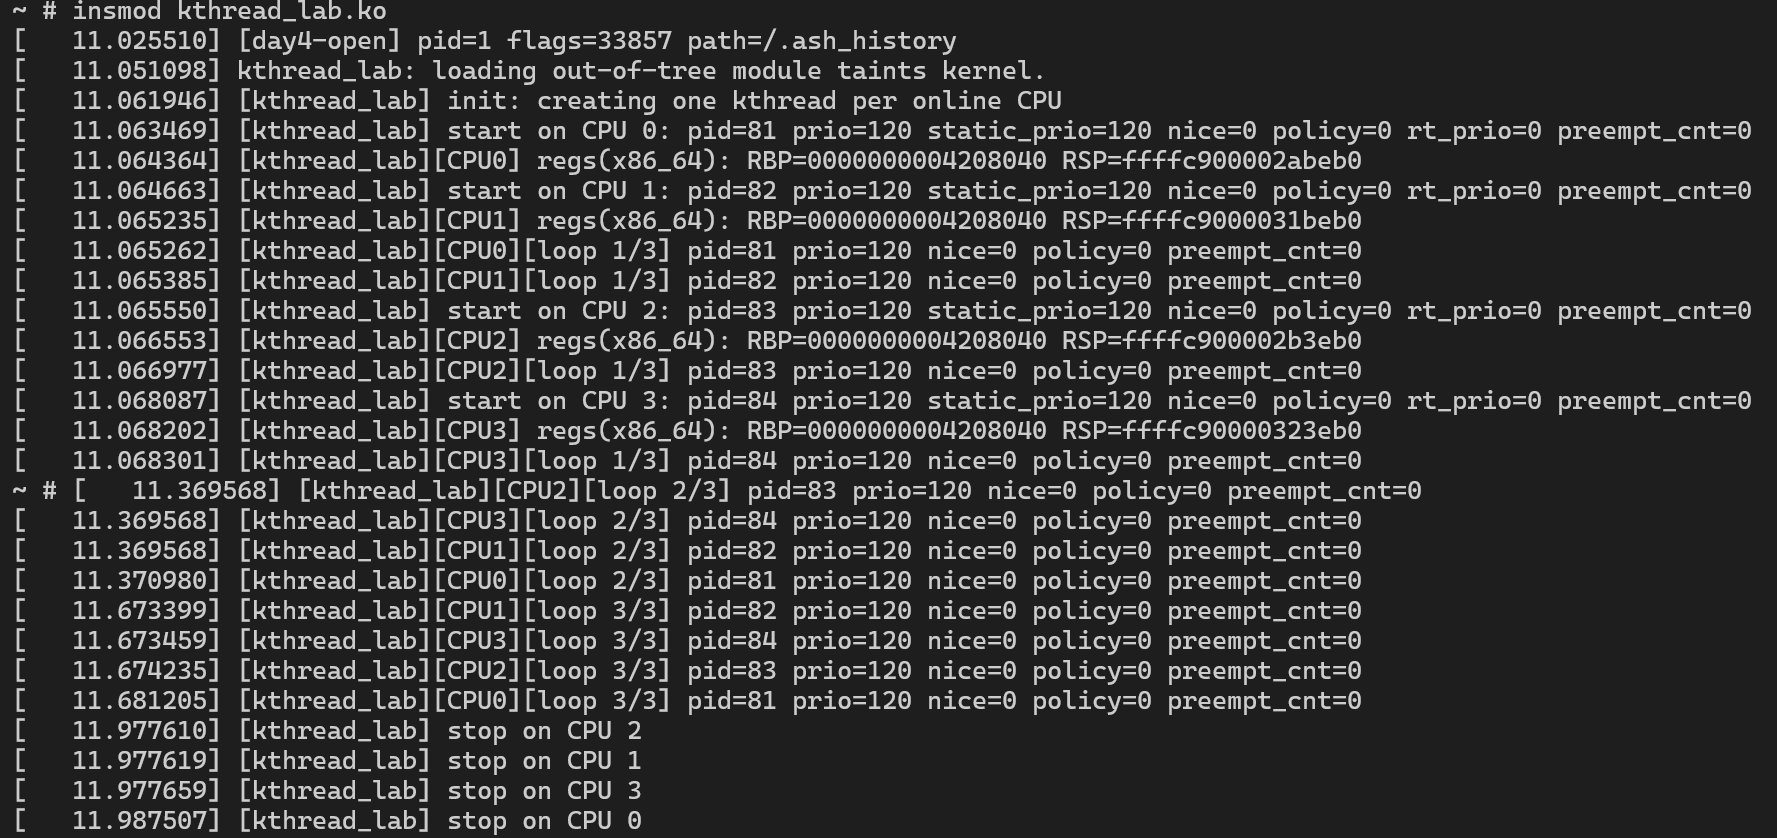 ~ # insmod kthread_lab.ko
[   11.025510] [day4-open] pid=1 flags=33857 path=/.ash_history
[   11.051098] kthread_lab: loading out-of-tree module taints kernel.
[   11.061946] [kthread_lab] init: creating one kthread per online CPU
[   11.063469] [kthread_lab] start on CPU 0: pid=81 prio=120 static_prio=120 nice=0 policy=0 rt_prio=0 preempt_cnt=0
[   11.064364] [kthread_lab][CPU0] regs(x86_64): RBP=0000000004208040 RSP=ffffc900002abeb0
[   11.064663] [kthread_lab] start on CPU 1: pid=82 prio=120 static_prio=120 nice=0 policy=0 rt_prio=0 preempt_cnt=0
[   11.065235] [kthread_lab][CPU1] regs(x86_64): RBP=0000000004208040 RSP=ffffc9000031beb0
[   11.065262] [kthread_lab][CPU0][loop 1/3] pid=81 prio=120 nice=0 policy=0 preempt_cnt=0
[   11.065385] [kthread_lab][CPU1][loop 1/3] pid=82 prio=120 nice=0 policy=0 preempt_cnt=0
[   11.065550] [kthread_lab] start on CPU 2: pid=83 prio=120 static_prio=120 nice=0 policy=0 rt_prio=0 preempt_cnt=0
[   11.066553] [kthread_lab][CPU2] regs(x86_64): RBP=0000000004208040 RSP=ffffc900002b3eb0
[   11.066977] [kthread_lab][CPU2][loop 1/3] pid=83 prio=120 nice=0 policy=0 preempt_cnt=0
[   11.068087] [kthread_lab] start on CPU 3: pid=84 prio=120 static_prio=120 nice=0 policy=0 rt_prio=0 preempt_cnt=0
[   11.068202] [kthread_lab][CPU3] regs(x86_64): RBP=0000000004208040 RSP=ffffc90000323eb0
[   11.068301] [kthread_lab][CPU3][loop 1/3] pid=84 prio=120 nice=0 policy=0 preempt_cnt=0
~ # [   11.369568] [kthread_lab][CPU2][loop 2/3] pid=83 prio=120 nice=0 policy=0 preempt_cnt=0
[   11.369568] [kthread_lab][CPU3][loop 2/3] pid=84 prio=120 nice=0 policy=0 preempt_cnt=0
[   11.369568] [kthread_lab][CPU1][loop 2/3] pid=82 prio=120 nice=0 policy=0 preempt_cnt=0
[   11.370980] [kthread_lab][CPU0][loop 2/3] pid=81 prio=120 nice=0 policy=0 preempt_cnt=0
[   11.673399] [kthread_lab][CPU1][loop 3/3] pid=82 prio=120 nice=0 policy=0 preempt_cnt=0
[   11.673459] [kthread_lab][CPU3][loop 3/3] pid=84 prio=120 nice=0 policy=0 preempt_cnt=0
[   11.674235] [kthread_lab][CPU2][loop 3/3] pid=83 prio=120 nice=0 policy=0 preempt_cnt=0
[   11.681205] [kthread_lab][CPU0][loop 3/3] pid=81 prio=120 nice=0 policy=0 preempt_cnt=0
[   11.977610] [kthread_lab] stop on CPU 2
[   11.977619] [kthread_lab] stop on CPU 1
[   11.977659] [kthread_lab] stop on CPU 3
[   11.987507] [kthread_lab] stop on CPU 0